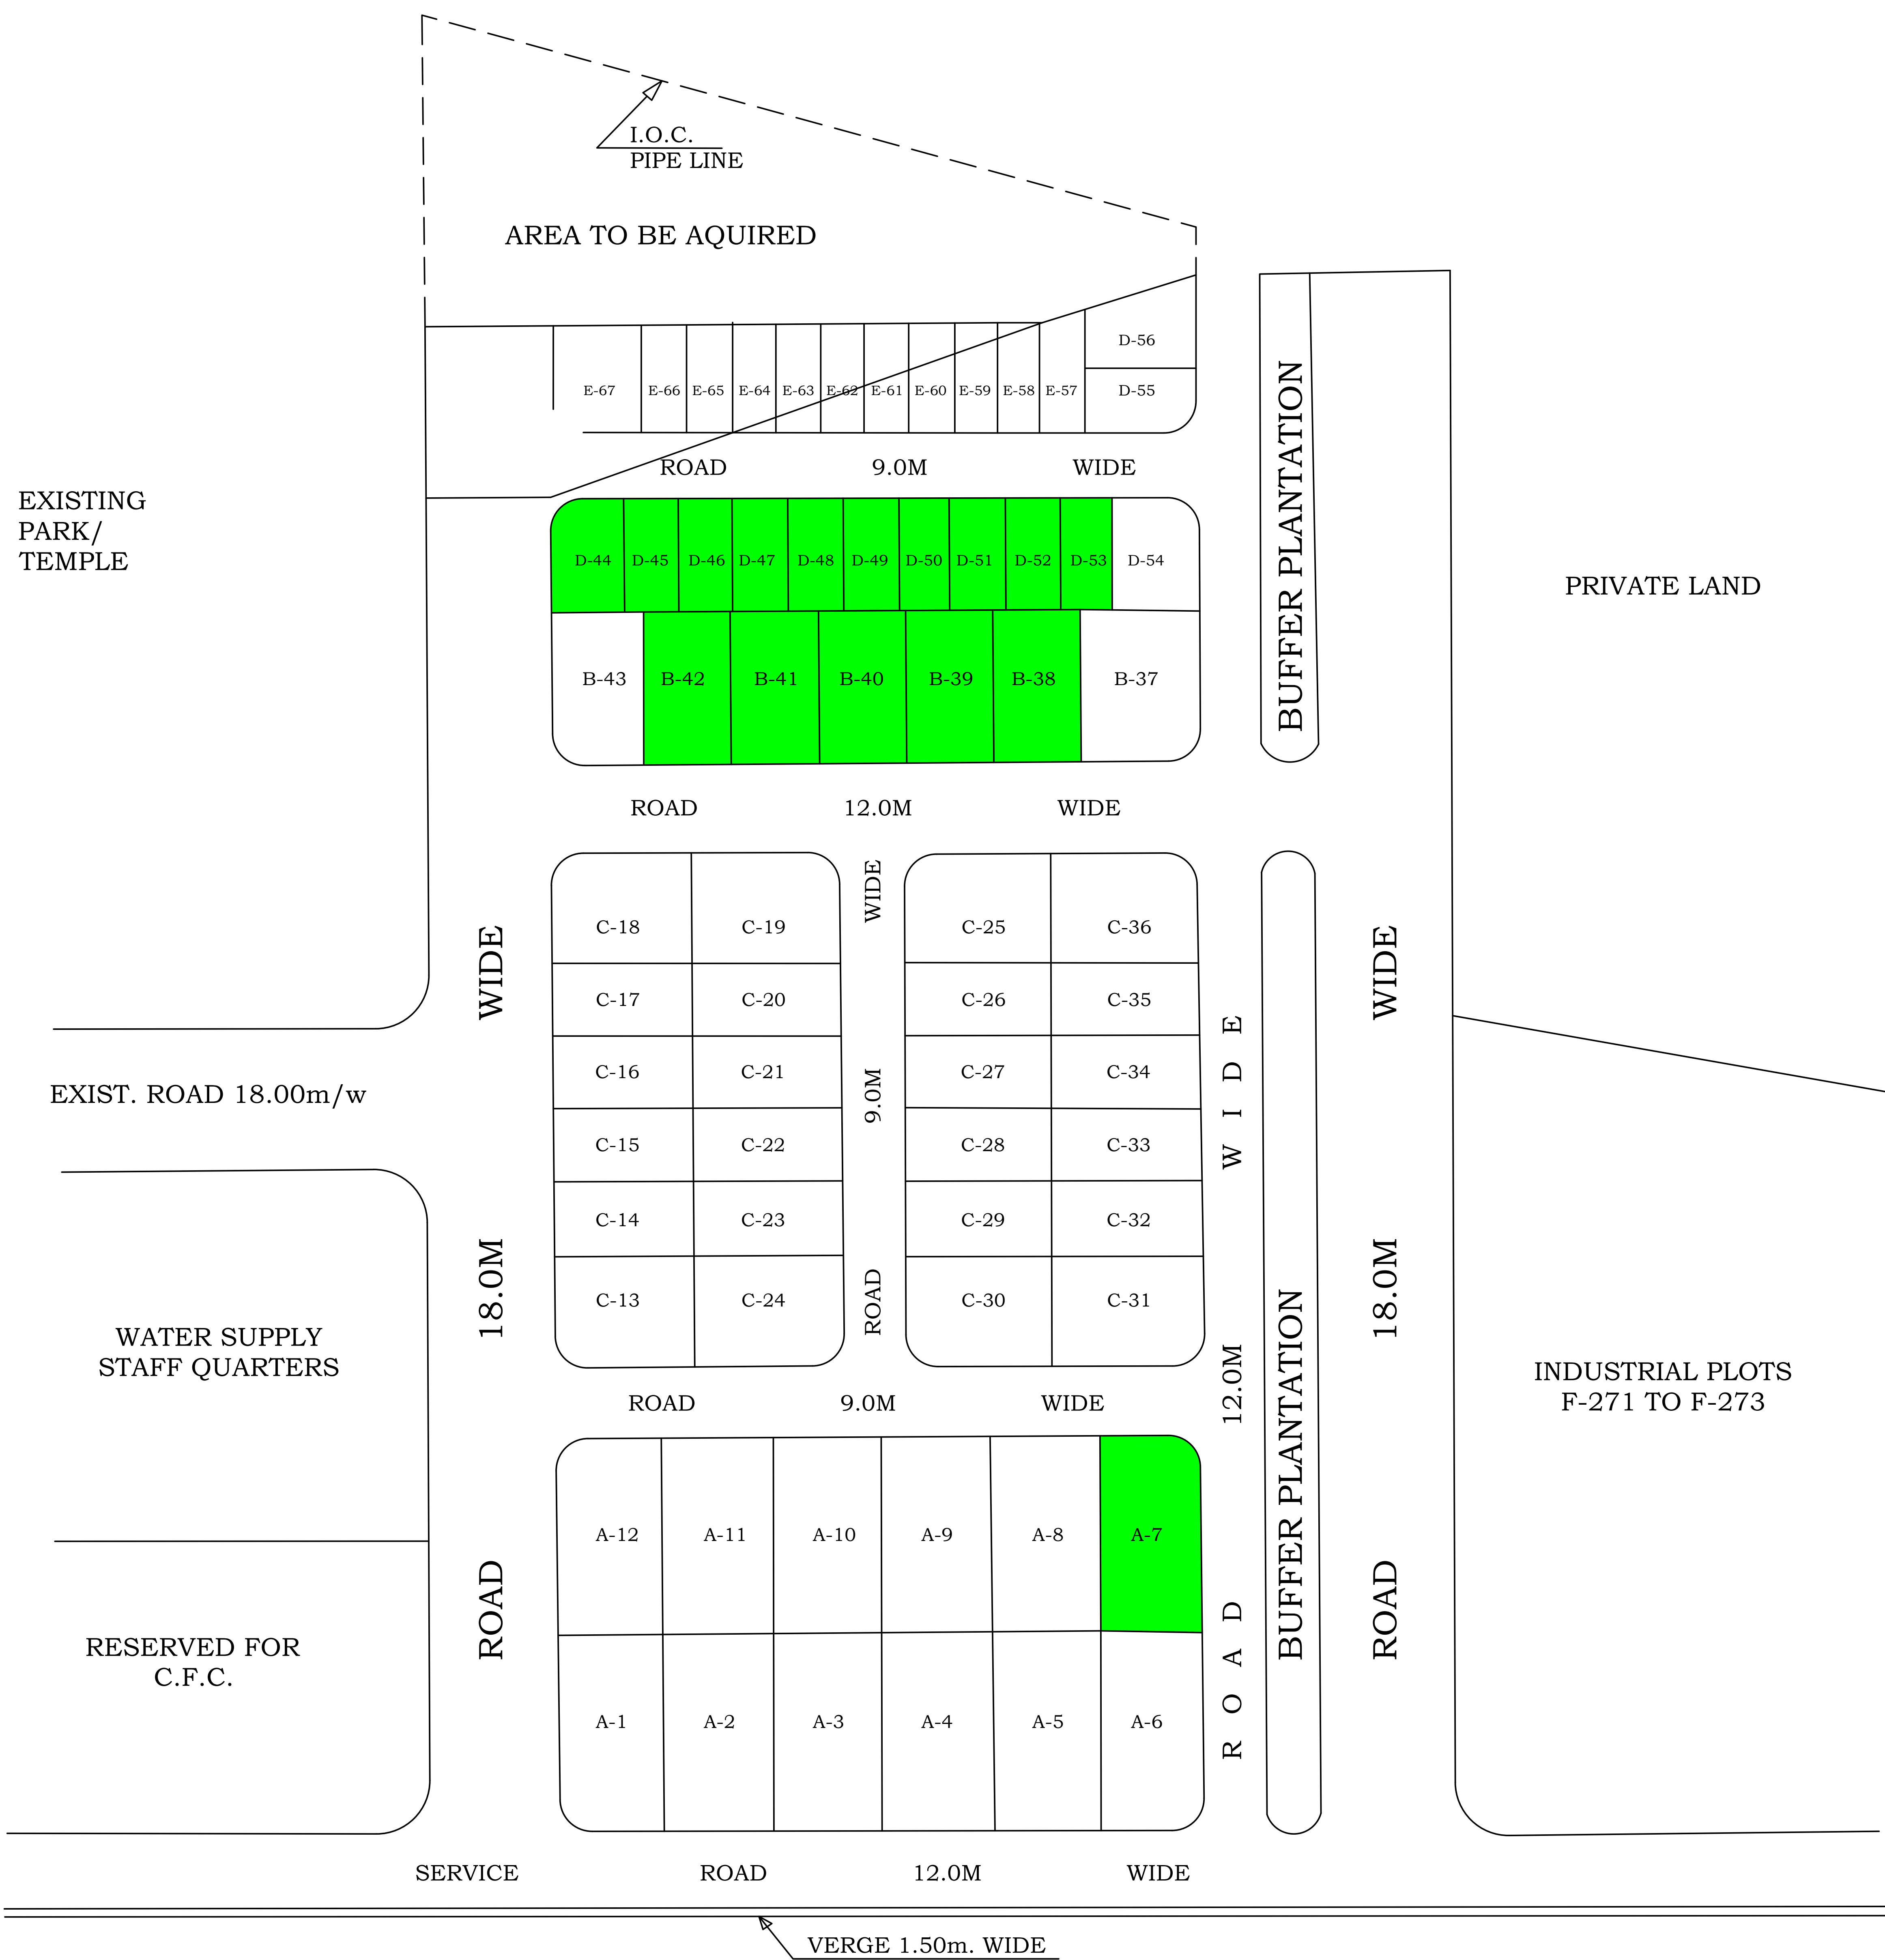 I.O.C.
PIPE LINE
AREA TO BE AQUIRED
D-56
E-67 E-66 E-65 E-64 E-63 E-62 E-61 E-60 E-59 E-58 E-57 D-55
ROAD 9.0M WIDE
EXISTING
PARK/
TEMPLE
D-44 D-45 D-46 D-47 D-48 D-49 D-50 D-51 D-52 D-53 D-54
BUFFER PLANTATION
PRIVATE LAND
B-43 B-42 B-41 B-40 B-39 B-38 B-37
ROAD 12.0M WIDE
C-18 C-19 C-25 C-36
C-17 C-20 C-26 C-35
C-16 C-21 C-27 C-34
C-15 C-22 C-28 C-33
C-14 C-23 C-29 C-32
C-13 C-24 C-30 C-31
ROAD 18.0M WIDE
ROAD 9.0M WIDE
ROAD 12.0M WIDE
BUFFER PLANTATION
ROAD 18.0M WIDE
EXIST. ROAD 18.00m/w
WATER SUPPLY
STAFF QUARTERS
INDUSTRIAL PLOTS
F-271 TO F-273
ROAD 9.0M WIDE
A-12 A-11 A-10 A-9 A-8 A-7
RESERVED FOR
C.F.C.
A-1 A-2 A-3 A-4 A-5 A-6
SERVICE ROAD 12.0M WIDE
VERGE 1.50m. WIDE